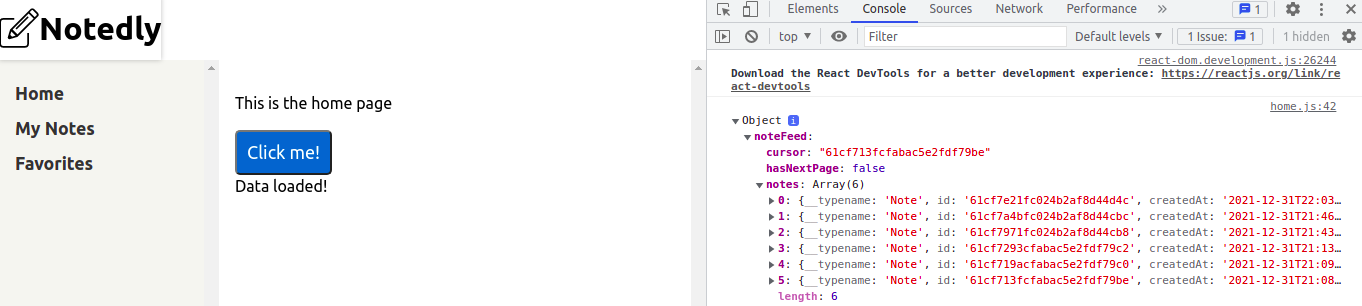 Notedly
Home
My Notes
Favorites
This is the home page
Click me!
Data loaded!
Elements Console Sources Network Performance » 1
top Filter Default levels 1 Issue: 1 1 hidden
react-dom.development.js:26244
Download the React DevTools for a better development experience: https://reactjs.org/link/re
act-devtools
home.js:42
Object i
noteFeed:
cursor: "61cf713fcfabac5e2fdf79be"
hasNextPage: false
notes: Array(6)
0: {__typename: 'Note', id: '61cf7e21fc024b2af8d44d4c', createdAt: '2021-12-31T22:03…
1: {__typename: 'Note', id: '61cf7a4bfc024b2af8d44cbc', createdAt: '2021-12-31T21:46…
2: {__typename: 'Note', id: '61cf7971fc024b2af8d44cb8', createdAt: '2021-12-31T21:43…
3: {__typename: 'Note', id: '61cf7293cfabac5e2fdf79c2', createdAt: '2021-12-31T21:13…
4: {__typename: 'Note', id: '61cf719acfabac5e2fdf79c0', createdAt: '2021-12-31T21:09…
5: {__typename: 'Note', id: '61cf713fcfabac5e2fdf79be', createdAt: '2021-12-31T21:08…
length: 6